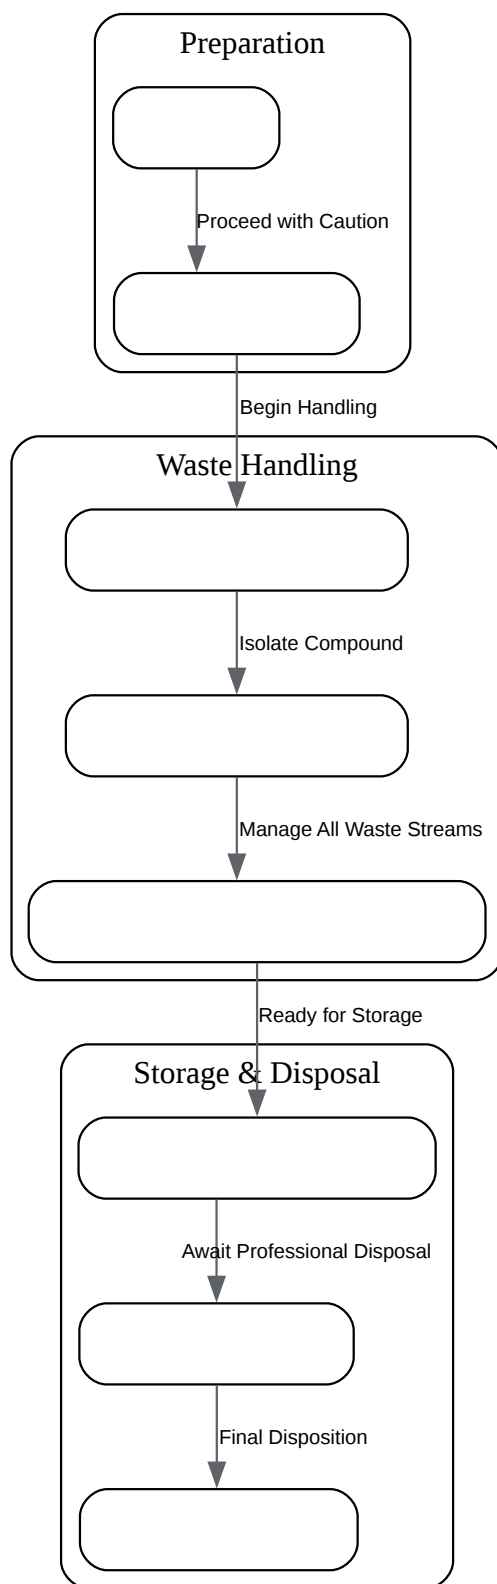 Preparation
Proceed with Caution
Begin Handling
Waste Handling
Isolate Compound
Manage All Waste Streams
Ready for Storage
Storage & Disposal
Await Professional Disposal
Final Disposition